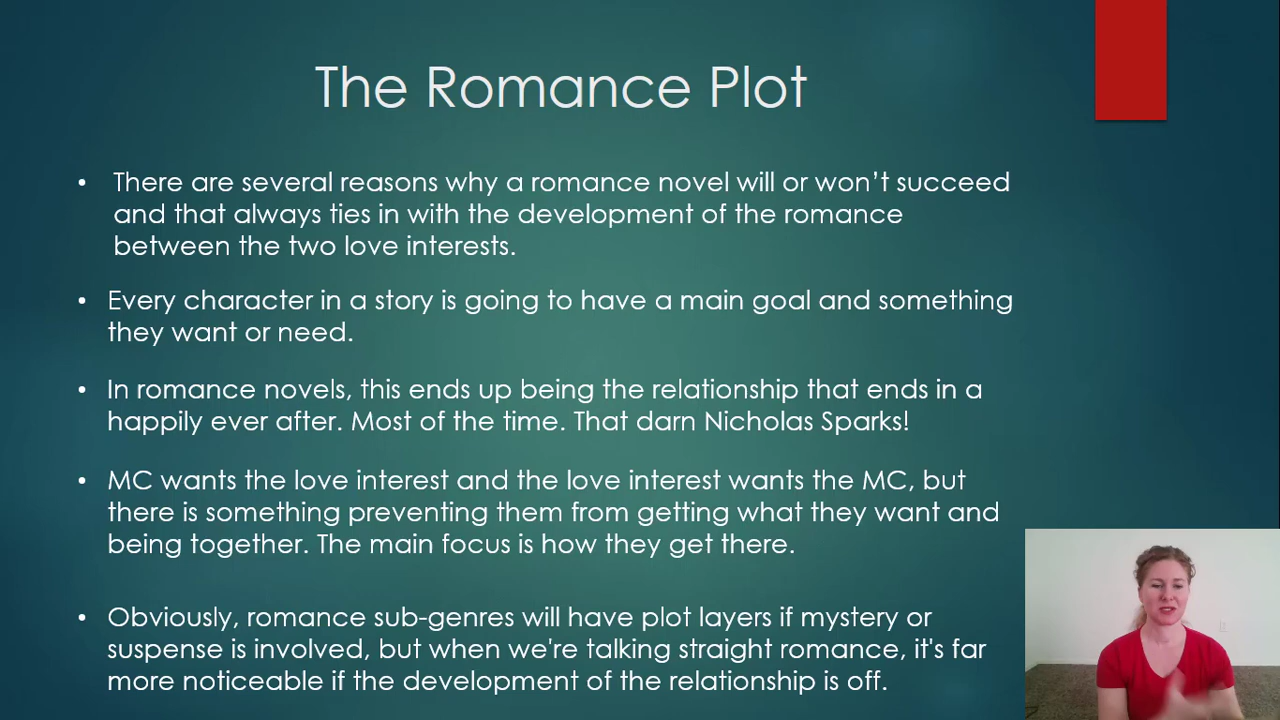 The Romance Plot
• There are several reasons why a romance novel will or won’t succeed
and that always ties in with the development of the romance
between the two love interests.
• Every character in a story is going to have a main goal and something
they want or need.
• In romance novels, this ends up being the relationship that ends in a
happily ever after. Most of the time. That darn Nicholas Sparks!
• MC wants the love interest and the love interest wants the MC, but
there is something preventing them from getting what they want and
being together. The main focus is how they get there.
• Obviously, romance sub-genres will have plot layers if mystery or
suspense is involved, but when we're talking straight romance, it's far
more noticeable if the development of the relationship is off.